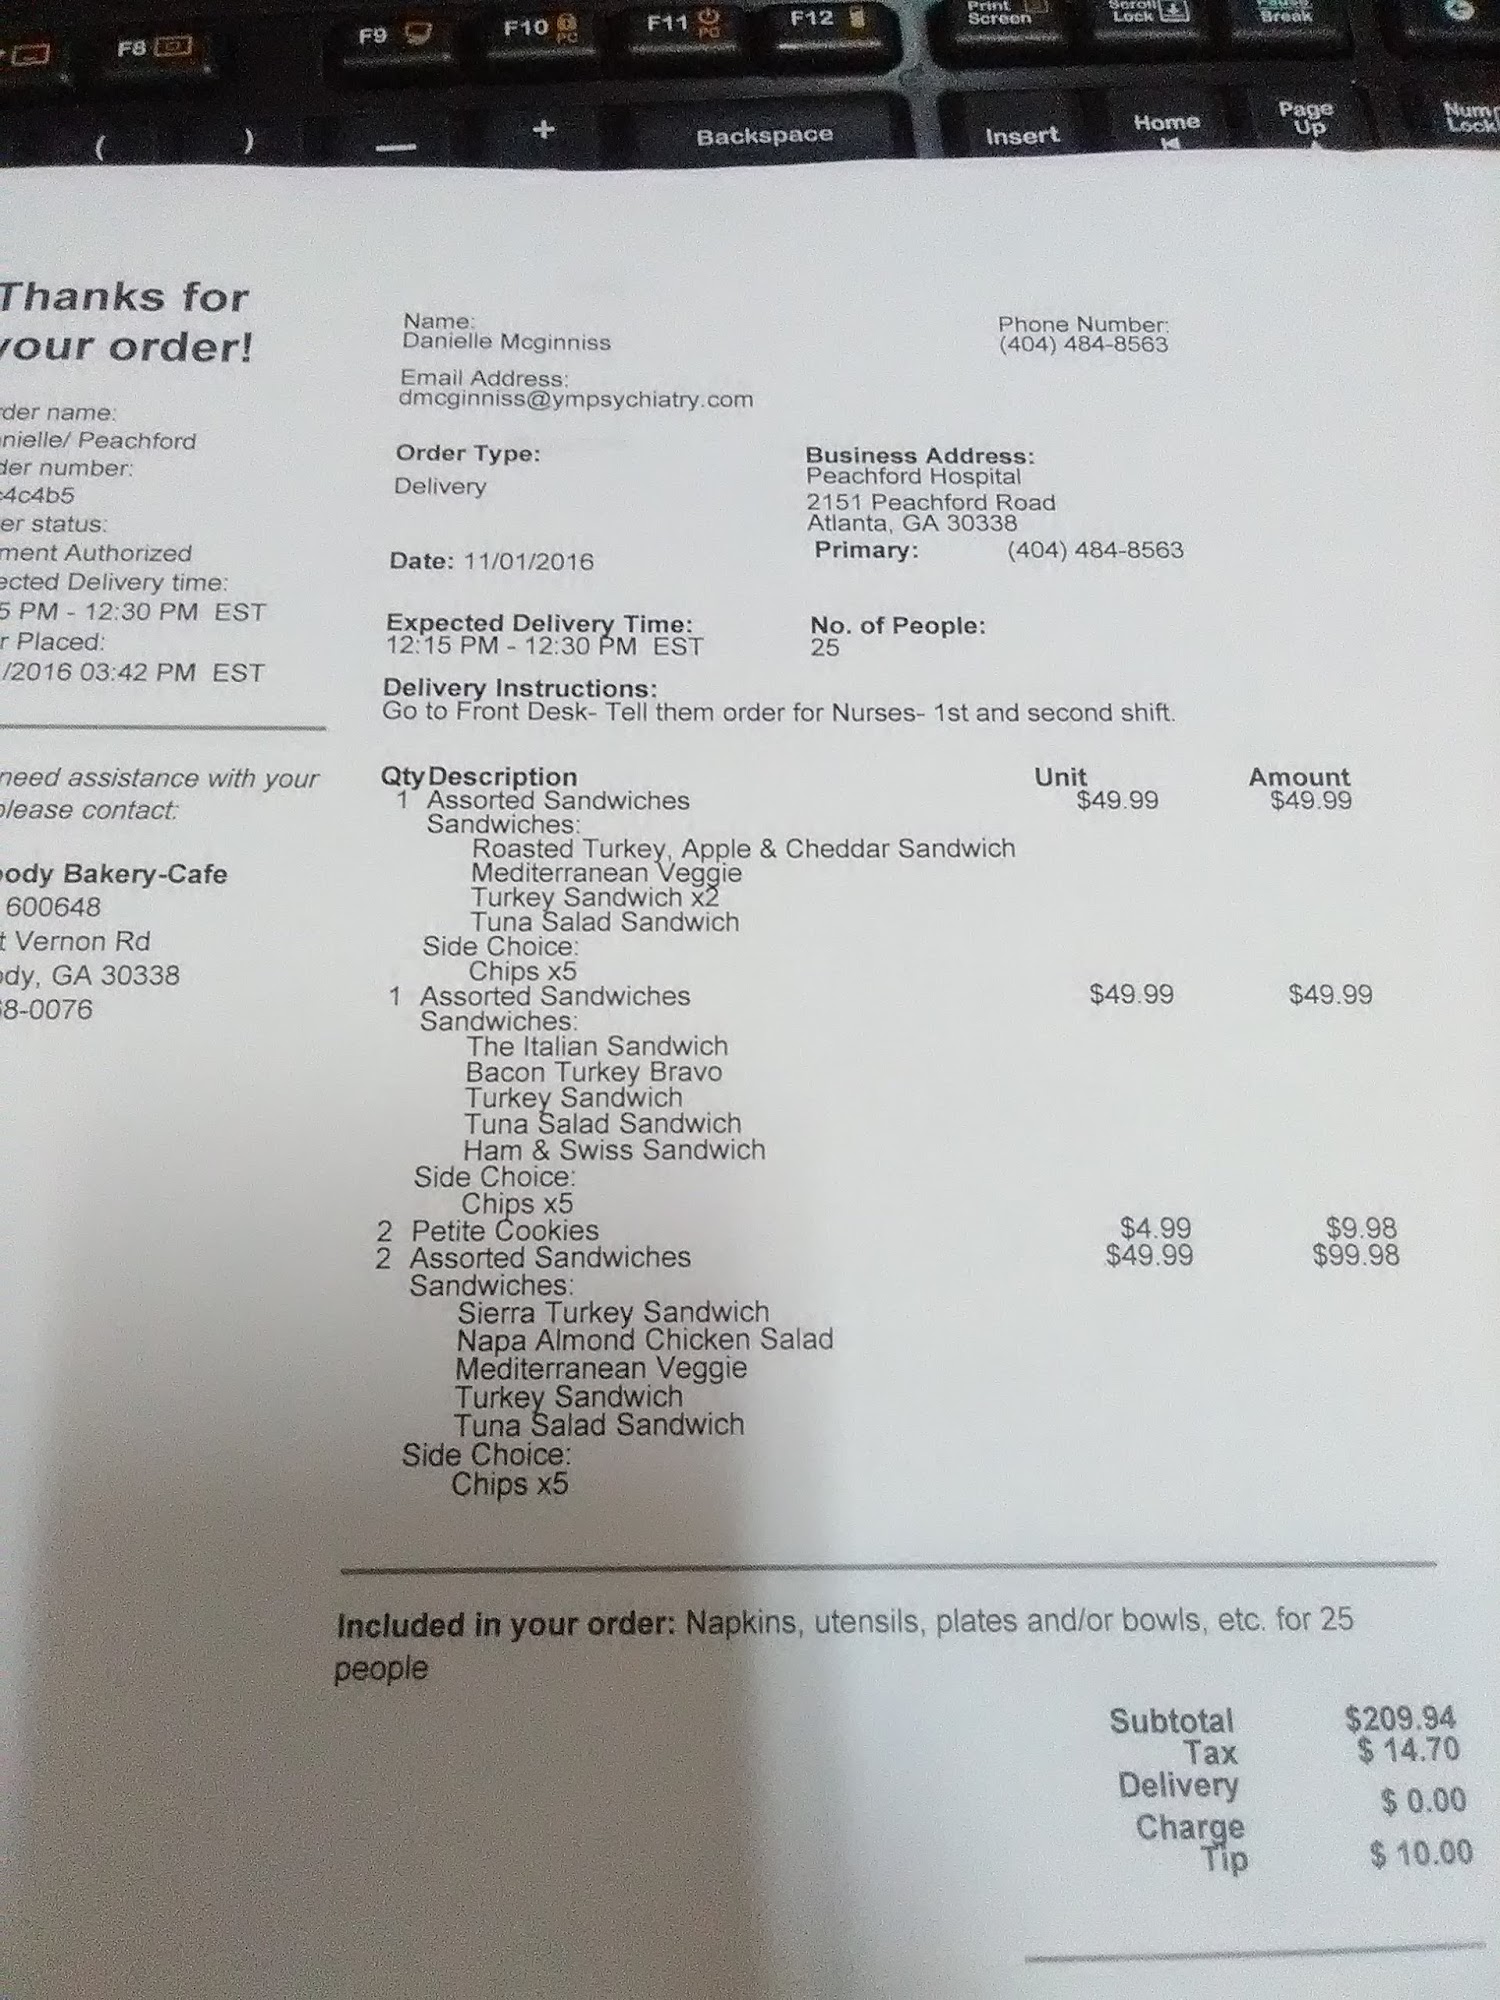 F8
F9
F10
PC
F11
PC
F12
Print
Screen
Scroll
Lock
Pause
Break
(
)
—
+
Backspace
Insert
Home
Page
Up
Num
Lock
Thanks for
your order!
der name:
nielle/ Peachford
der number:
4c4b5
er status:
ment Authorized
ected Delivery time:
5 PM - 12:30 PM EST
r Placed:
/2016 03:42 PM EST
need assistance with your
please contact:
ody Bakery-Cafe
600648
t Vernon Rd
ody, GA 30338
8-0076
Name:
Danielle Mcginniss
Phone Number:
(404) 484-8563
Email Address:
dmcginniss@ympsychiatry.com
Order Type:
Delivery
Business Address:
Peachford Hospital
2151 Peachford Road
Atlanta, GA 30338
Primary: (404) 484-8563
Date: 11/01/2016
Expected Delivery Time:
12:15 PM - 12:30 PM EST
No. of People:
25
Delivery Instructions:
Go to Front Desk- Tell them order for Nurses- 1st and second shift.
Qty Description Unit Amount
1 Assorted Sandwiches $49.99 $49.99
Sandwiches:
Roasted Turkey, Apple & Cheddar Sandwich
Mediterranean Veggie
Turkey Sandwich x2
Tuna Salad Sandwich
Side Choice:
Chips x5
1 Assorted Sandwiches $49.99 $49.99
Sandwiches:
The Italian Sandwich
Bacon Turkey Bravo
Turkey Sandwich
Tuna Salad Sandwich
Ham & Swiss Sandwich
Side Choice:
Chips x5
2 Petite Cookies $4.99 $9.98
2 Assorted Sandwiches $49.99 $99.98
Sandwiches:
Sierra Turkey Sandwich
Napa Almond Chicken Salad
Mediterranean Veggie
Turkey Sandwich
Tuna Salad Sandwich
Side Choice:
Chips x5
Included in your order: Napkins, utensils, plates and/or bowls, etc. for 25
people
Subtotal $209.94
Tax $ 14.70
Delivery
Charge $ 0.00
Tip $ 10.00